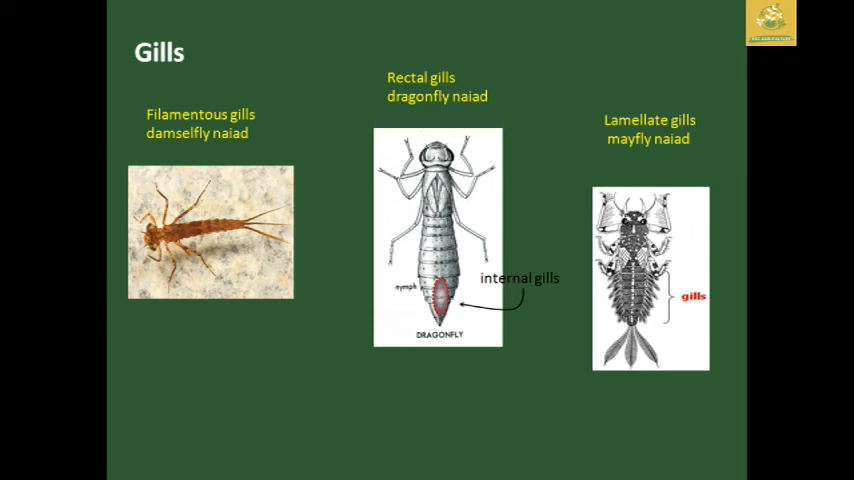 Gills
Filamentous gills
damselfly naiad
Rectal gills
dragonfly naiad
Lamellate gills
mayfly naiad
internal gills
nymph
DRAGONFLY
gills